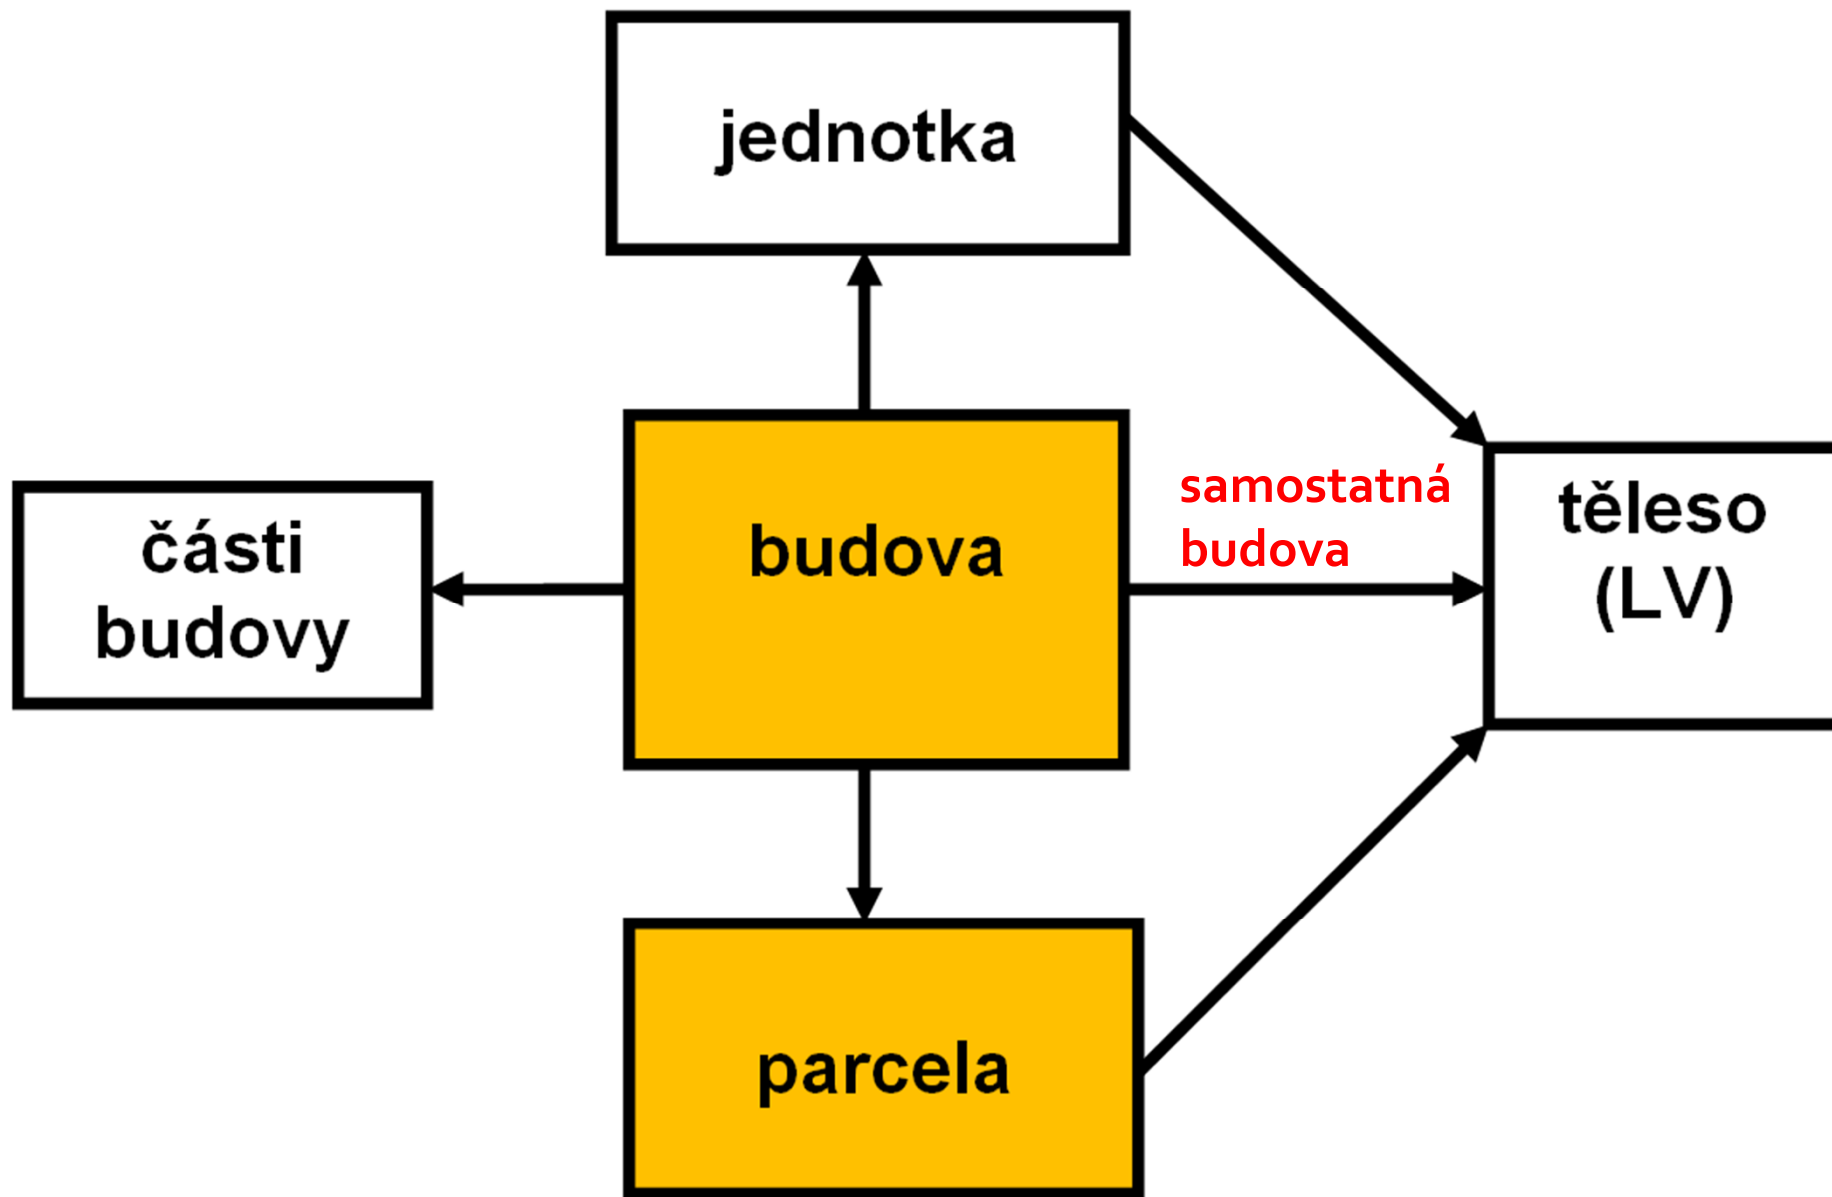 jednotka
části
budovy
budova
samostatná
budova
těleso
(LV)
parcela